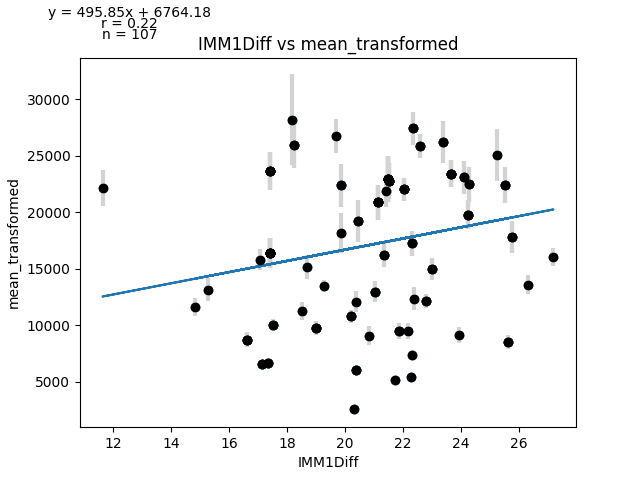 y = 495.85x + 6764.18
r = 0.22
n = 107
IMM1Diff vs mean_transformed
30000
25000
20000
15000
10000
5000
mean_transformed
12 14 16 18 20 22 24 26
IMM1Diff